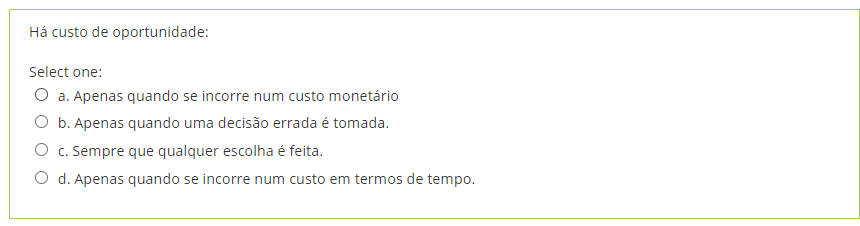 Há custo de oportunidade:
Select one:
a. Apenas quando se incorre num custo monetário
b. Apenas quando uma decisão errada é tomada.
c. Sempre que qualquer escolha é feita.
d. Apenas quando se incorre num custo em termos de tempo.